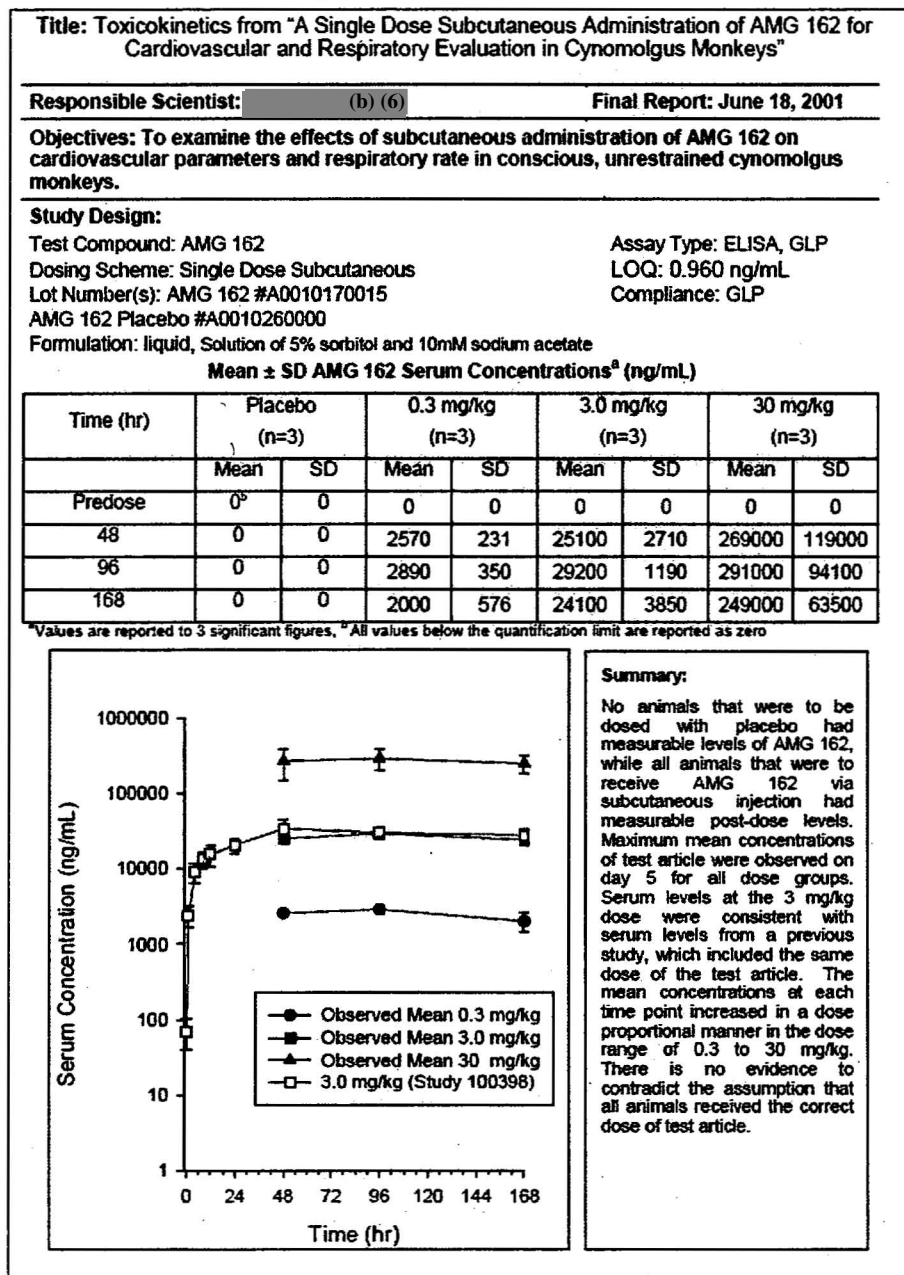 Title: Toxicokinetics from "A Single Dose Subcutaneous Administration of AMG 162 for
Cardiovascular and Respiratory Evaluation in Cynomolgus Monkeys"
Responsible Scientist: (b) (6) Final Report: June 18, 2001
Objectives: To examine the effects of subcutaneous administration of AMG 162 on
cardiovascular parameters and respiratory rate in conscious, unrestrained cynomolgus
monkeys.
Study Design:
Test Compound: AMG 162 Assay Type: ELISA, GLP
Dosing Scheme: Single Dose Subcutaneous LOQ: 0.960 ng/mL
Lot Number(s): AMG 162 #A0010170015 Compliance: GLP
AMG 162 Placebo #A0010260000
Formulation: liquid, Solution of 5% sorbitol and 10mM sodium acetate
Mean ± SD AMG 162 Serum Concentrationsᵃ (ng/mL)
Time (hr) Placebo 0.3 mg/kg 3.0 mg/kg 30 mg/kg
(n=3) (n=3) (n=3) (n=3)
Mean SD Mean SD Mean SD Mean SD
Predose 0ᵇ 0 0 0 0 0 0 0
48 0 0 2570 231 25100 2710 269000 119000
96 0 0 2890 350 29200 1190 291000 94100
168 0 0 2000 576 24100 3850 249000 63500
ᵃValues are reported to 3 significant figures, ᵇAll values below the quantification limit are reported as zero
Serum Concentration (ng/mL)
1000000
100000
10000
1000
100
10
1
0 24 48 72 96 120 144 168
Time (hr)
Observed Mean 0.3 mg/kg
Observed Mean 3.0 mg/kg
Observed Mean 30 mg/kg
3.0 mg/kg (Study 100398)
Summary:
No animals that were to be
dosed with placebo had
measurable levels of AMG 162,
while all animals that were to
receive AMG 162 via
subcutaneous injection had
measurable post-dose levels.
Maximum mean concentrations
of test article were observed on
day 5 for all dose groups.
Serum levels at the 3 mg/kg
dose were consistent with
serum levels from a previous
study, which included the same
dose of the test article. The
mean concentrations at each
time point increased in a dose
proportional manner in the dose
range of 0.3 to 30 mg/kg.
There is no evidence to
contradict the assumption that
all animals received the correct
dose of test article.